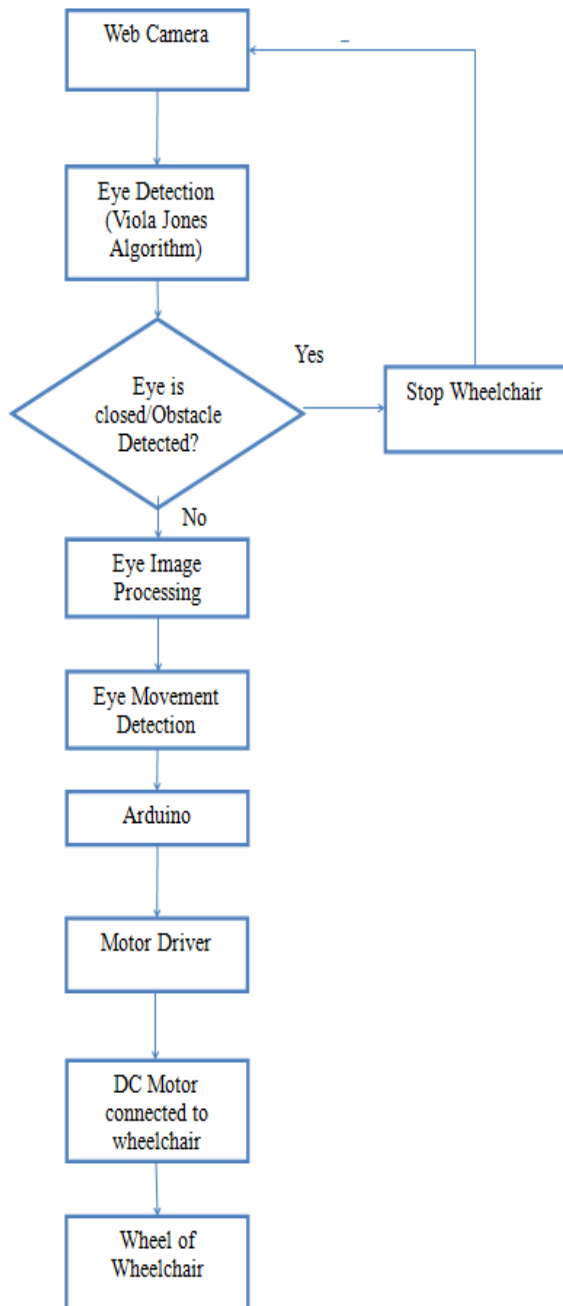 Web Camera
–
Eye Detection
(Viola Jones
Algorithm)
Yes
Eye is
closed/Obstacle
Detected?
Stop Wheelchair
No
Eye Image
Processing
Eye Movement
Detection
Arduino
Motor Driver
DC Motor
connected to
wheelchair
Wheel of
Wheelchair